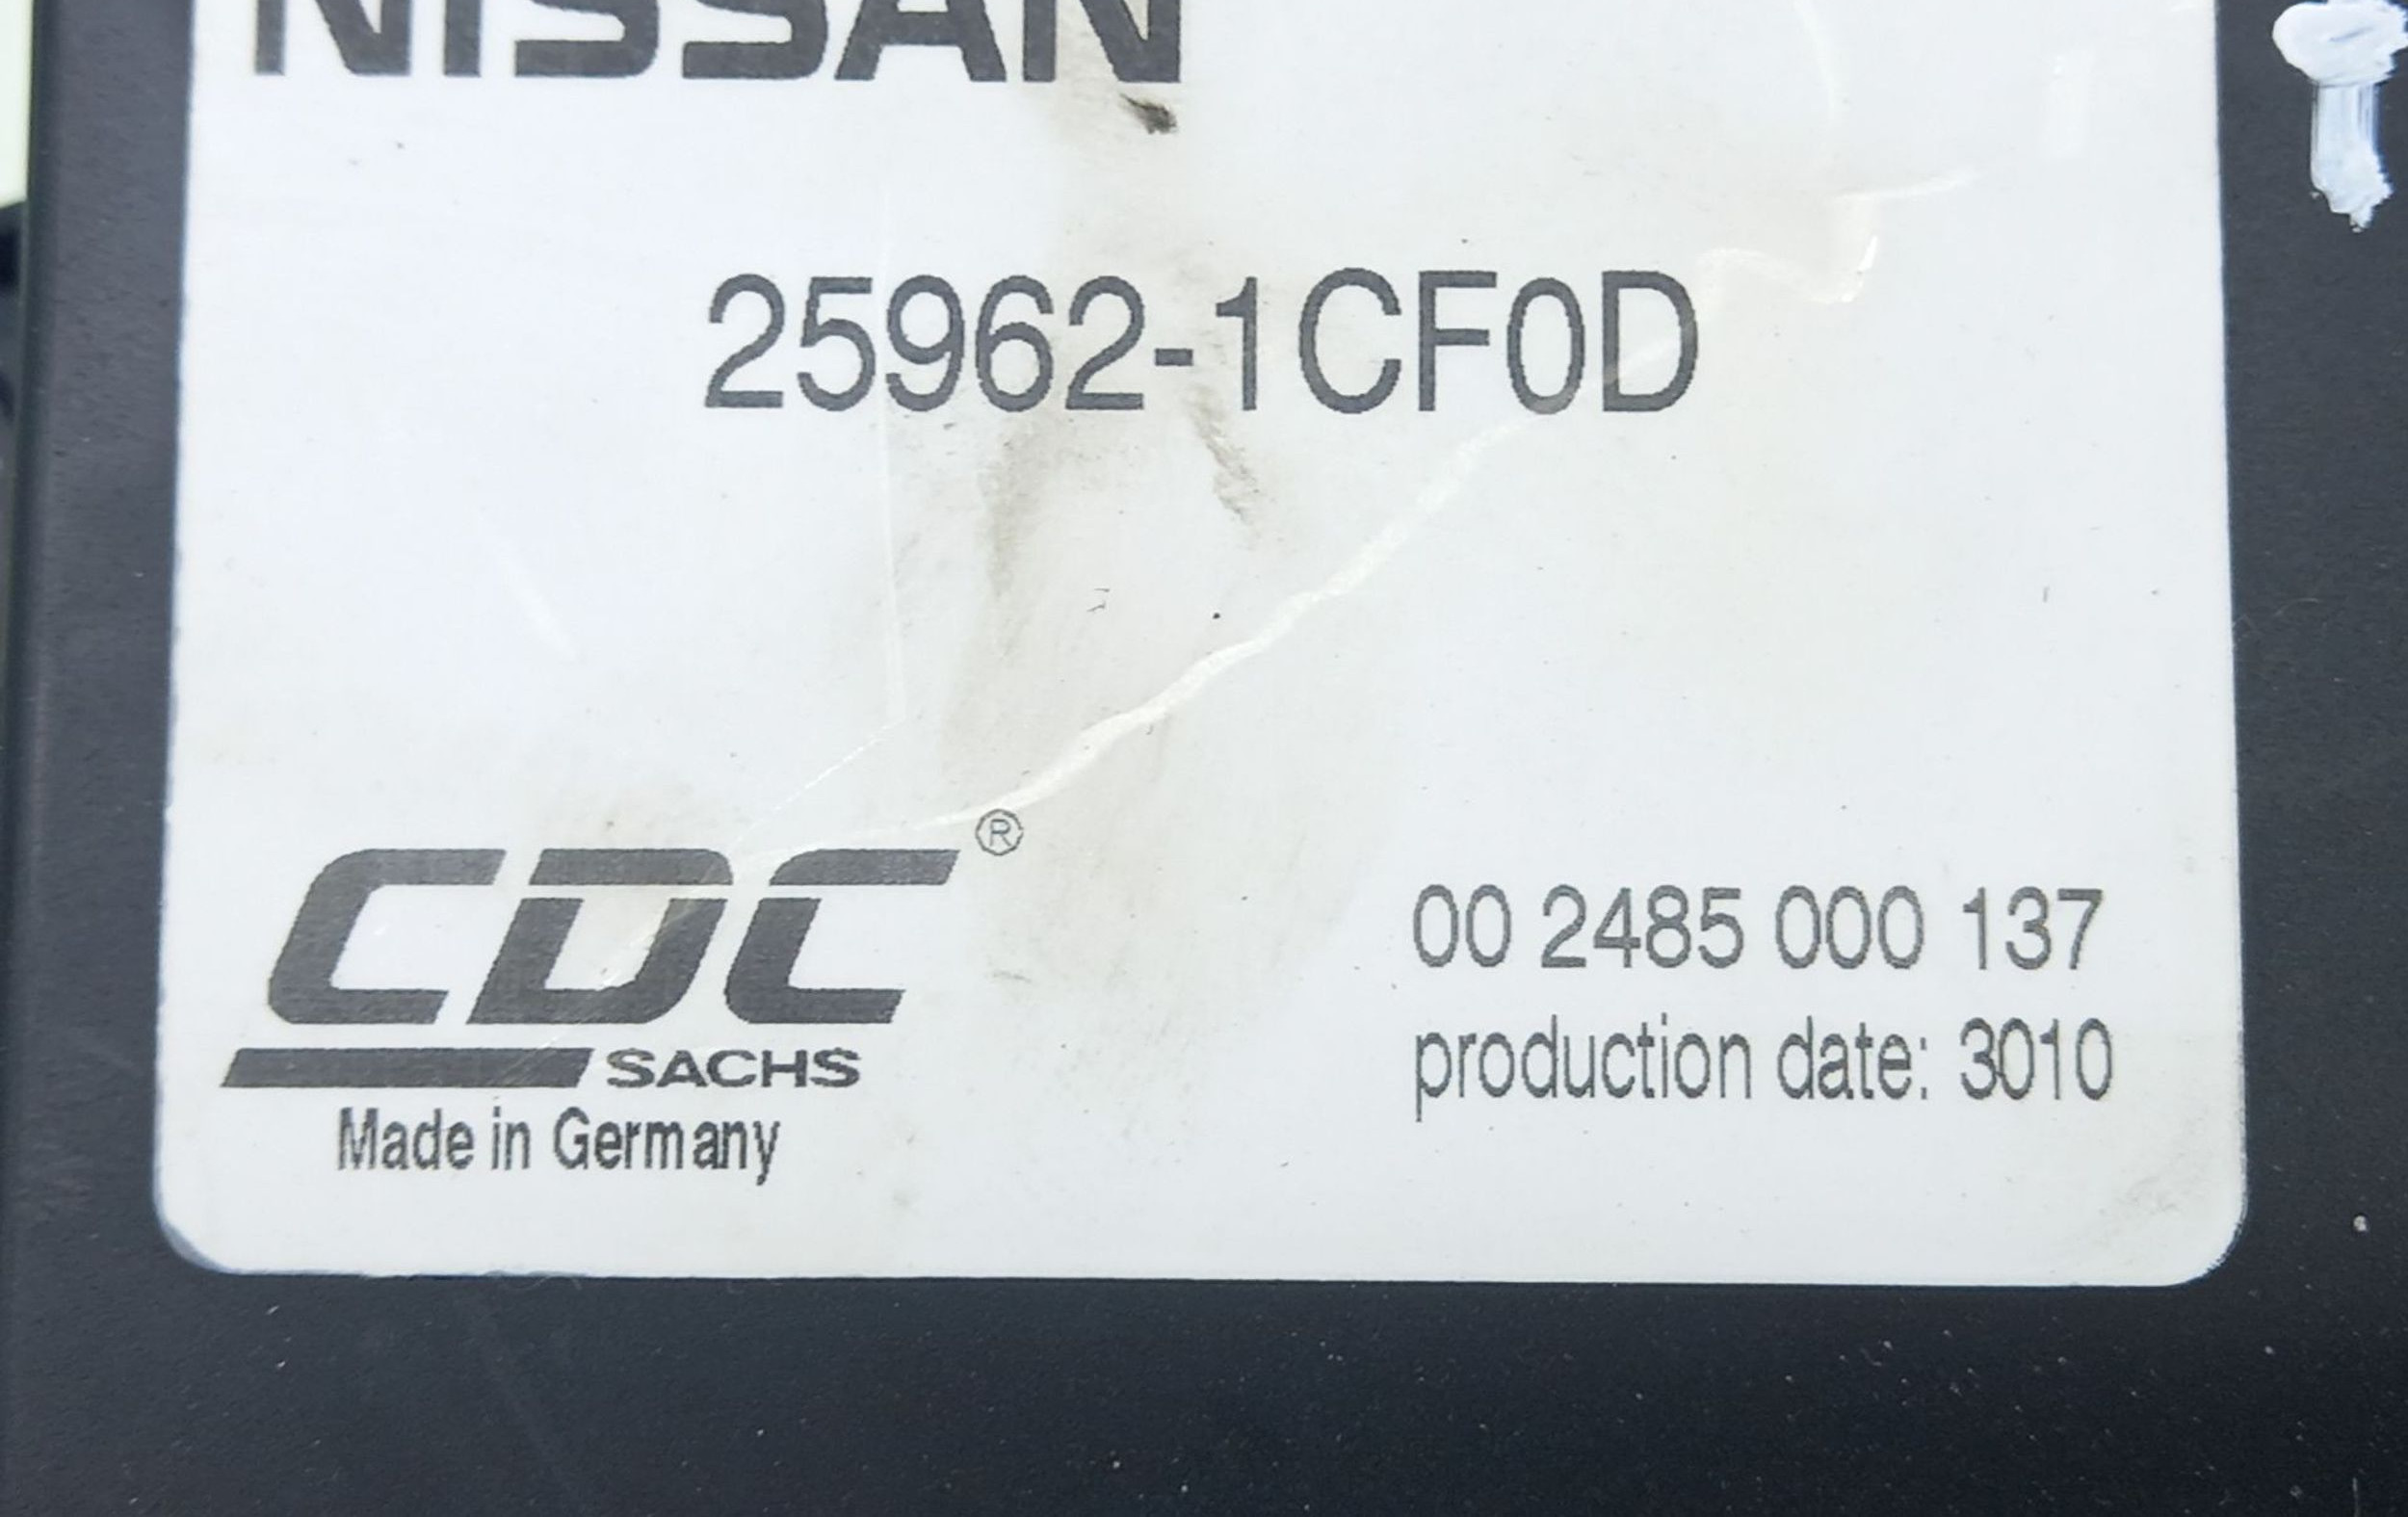 NISSAN
25962-1CF0D
CDC®
SACHS
Made in Germany
00 2485 000 137
production date: 3010